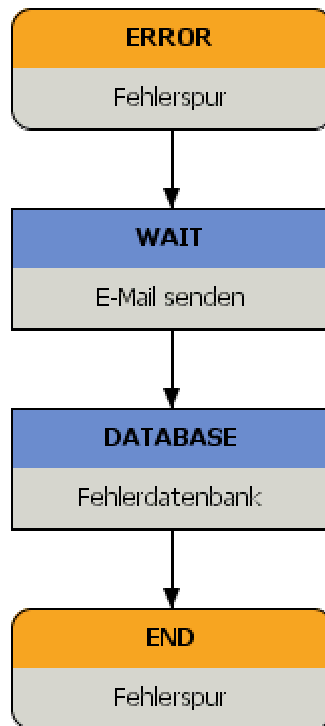 ERROR
Fehlerspur
WAIT
E-Mail senden
DATABASE
Fehlerdatenbank
END
Fehlerspur